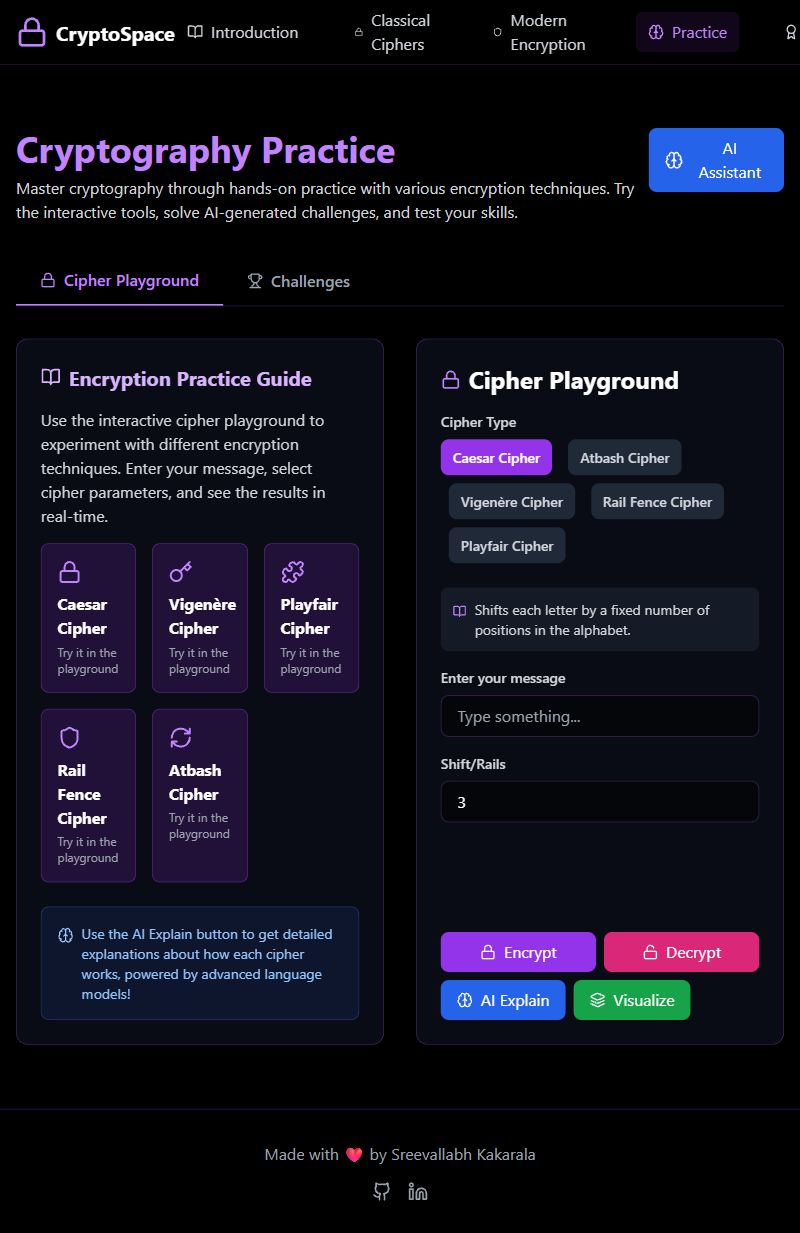 CryptoSpace
Introduction
Classical
Ciphers
Modern
Encryption
Practice
Cryptography Practice
AI
Assistant
Master cryptography through hands-on practice with various encryption techniques. Try
the interactive tools, solve AI-generated challenges, and test your skills.
Cipher Playground
Challenges
Encryption Practice Guide
Use the interactive cipher playground to
experiment with different encryption
techniques. Enter your message, select
cipher parameters, and see the results in
real-time.
Caesar
Cipher
Try it in the
playground
Vigenère
Cipher
Try it in the
playground
Playfair
Cipher
Try it in the
playground
Rail
Fence
Cipher
Try it in the
playground
Atbash
Cipher
Try it in the
playground
Use the AI Explain button to get detailed
explanations about how each cipher
works, powered by advanced language
models!
Cipher Playground
Cipher Type
Caesar Cipher
Atbash Cipher
Vigenère Cipher
Rail Fence Cipher
Playfair Cipher
Shifts each letter by a fixed number of
positions in the alphabet.
Enter your message
Type something...
Shift/Rails
3
Encrypt
Decrypt
AI Explain
Visualize
Made with ❤️ by Sreevallabh Kakarala